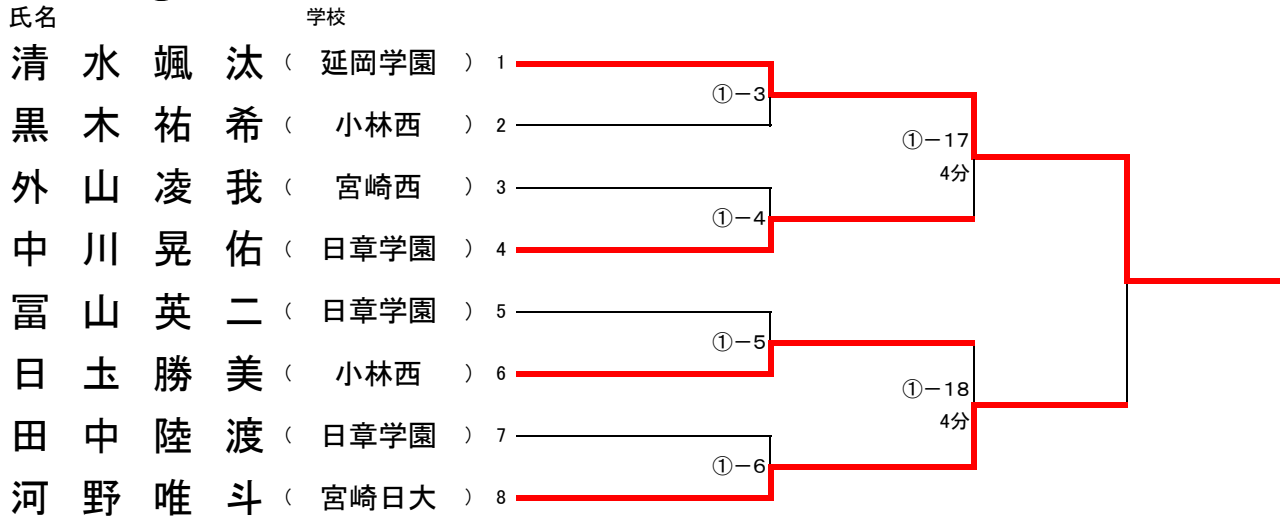 氏名 学校
清水颯汰（延岡学園）1
①－3
黒木祐希（小林西）2
①－17
4分
外山凌我（宮崎西）3
①－4
中川晃佑（日章学園）4
冨山英二（日章学園）5
①－5
日圡勝美（小林西）6
①－18
4分
田中陸渡（日章学園）7
①－6
河野唯斗（宮崎日大）8